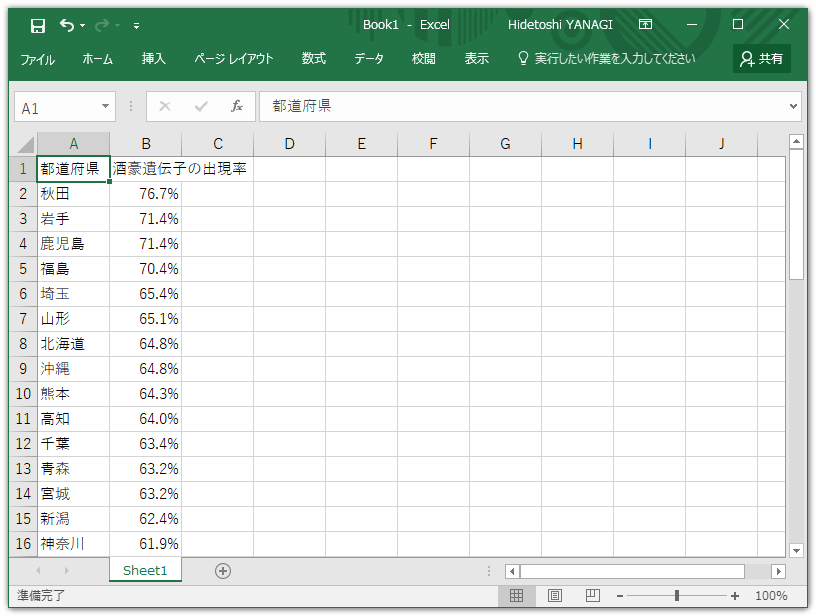 Book1 - Excel Hidetoshi YANAGI
ファイル ホーム 挿入 ページ レイアウト 数式 データ 校閲 表示 実行したい作業を入力してください 共有
A1 fx 都道府県
A B C D E F G H I J
1 都道府県 酒豪遺伝子の出現率
2 秋田 76.7%
3 岩手 71.4%
4 鹿児島 71.4%
5 福島 70.4%
6 埼玉 65.4%
7 山形 65.1%
8 北海道 64.8%
9 沖縄 64.8%
10 熊本 64.3%
11 高知 64.0%
12 千葉 63.4%
13 青森 63.2%
14 宮城 63.2%
15 新潟 62.4%
16 神奈川 61.9%
Sheet1
準備完了 100%